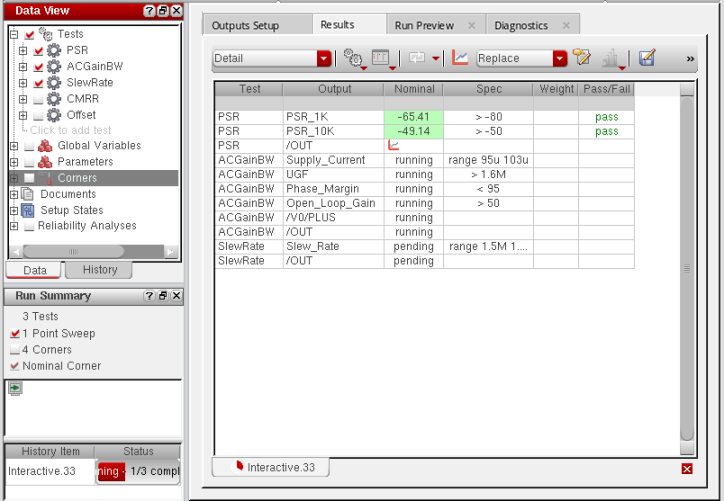 Data View
Tests
PSR
ACGainBW
SlewRate
CMRR
Offset
Click to add test
Global Variables
Parameters
Corners
Documents
Setup States
Reliability Analyses
Data History
Run Summary
3 Tests
1 Point Sweep
4 Corners
Nominal Corner
History Item Status
Interactive.33 ning - 1/3 compl
Outputs Setup Results Run Preview Diagnostics
Detail Replace »
Test Output Nominal Spec Weight Pass/Fail
PSR PSR_1K -65.41 > -80 pass
PSR PSR_10K -49.14 > -50 pass
PSR /OUT
ACGainBW Supply_Current running range 95u 103u
ACGainBW UGF running > 1.6M
ACGainBW Phase_Margin running < 95
ACGainBW Open_Loop_Gain running > 50
ACGainBW /V0/PLUS running
ACGainBW /OUT running
SlewRate Slew_Rate pending range 1.5M 1....
SlewRate /OUT pending
Interactive.33